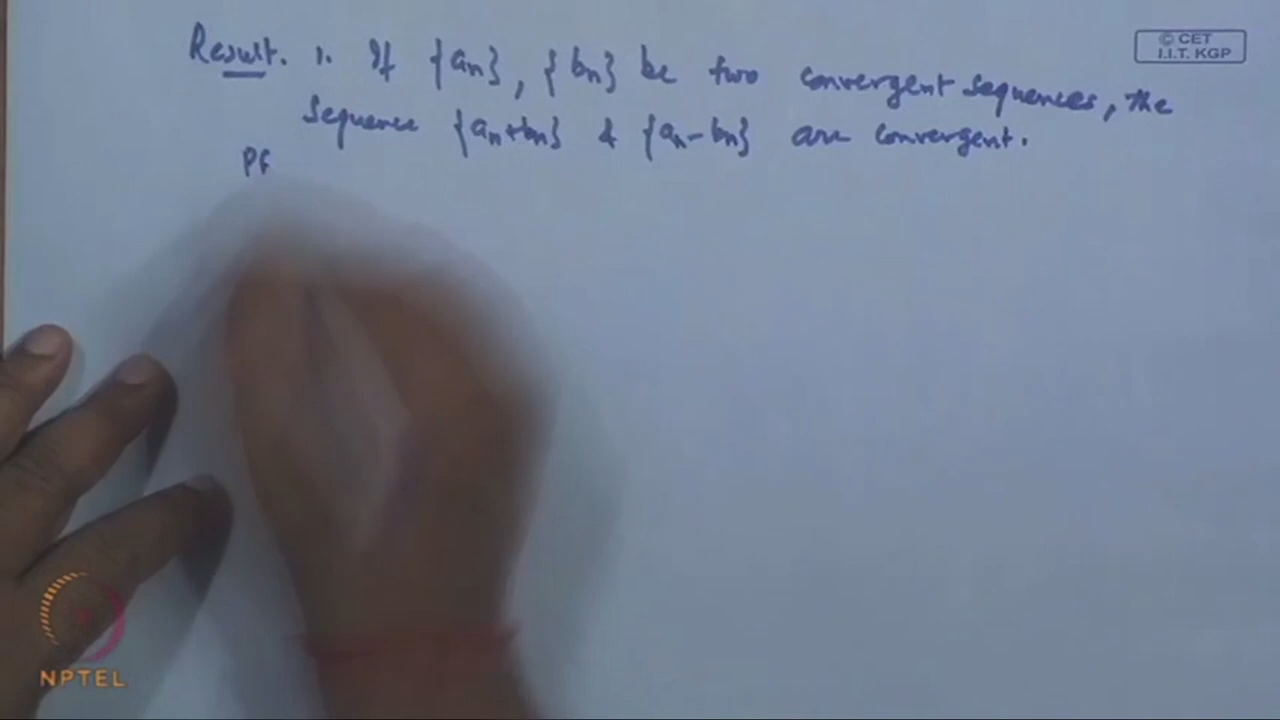 Result. 1. If {an}, {bn} be two convergent sequences, the
sequence {an+bn} & {an-bn} are convergent.
Pf
© CET
I.I.T. KGP
NPTEL